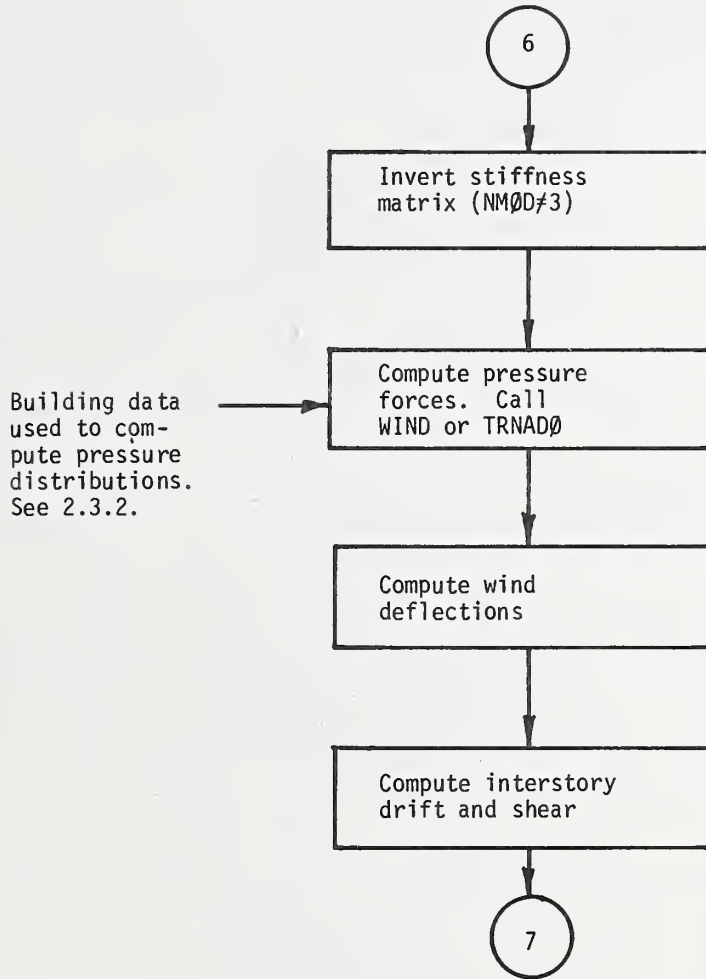 6
Invert stiffness
matrix (NMØD≠3)
Compute pressure
forces. Call
WIND or TRNADØ
Building data
used to com-
pute pressure
distributions.
See 2.3.2.
Compute wind
deflections
Compute interstory
drift and shear
7